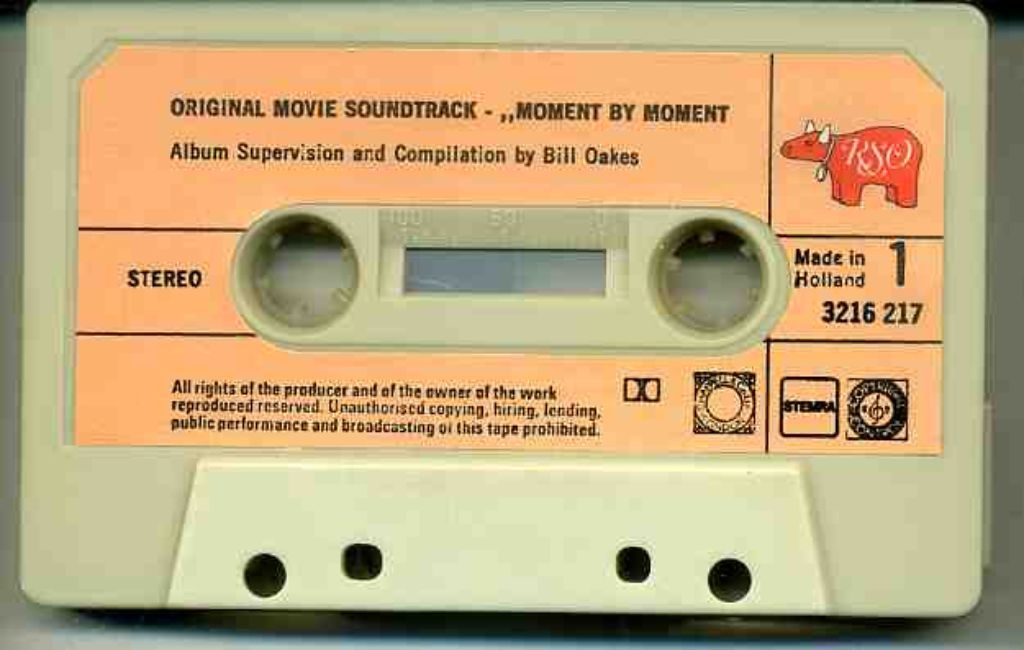 ORIGINAL MOVIE SOUNDTRACK - ,,MOMENT BY MOMENT
Album Supervision and Compilation by Bill Oakes
RSO
STEREO
Made in
Holland
1
3216 217
All rights of the producer and of the owner of the work
reproduced reserved. Unauthorised copying, hiring, lending,
public performance and broadcasting of this tape prohibited.
STEMRA